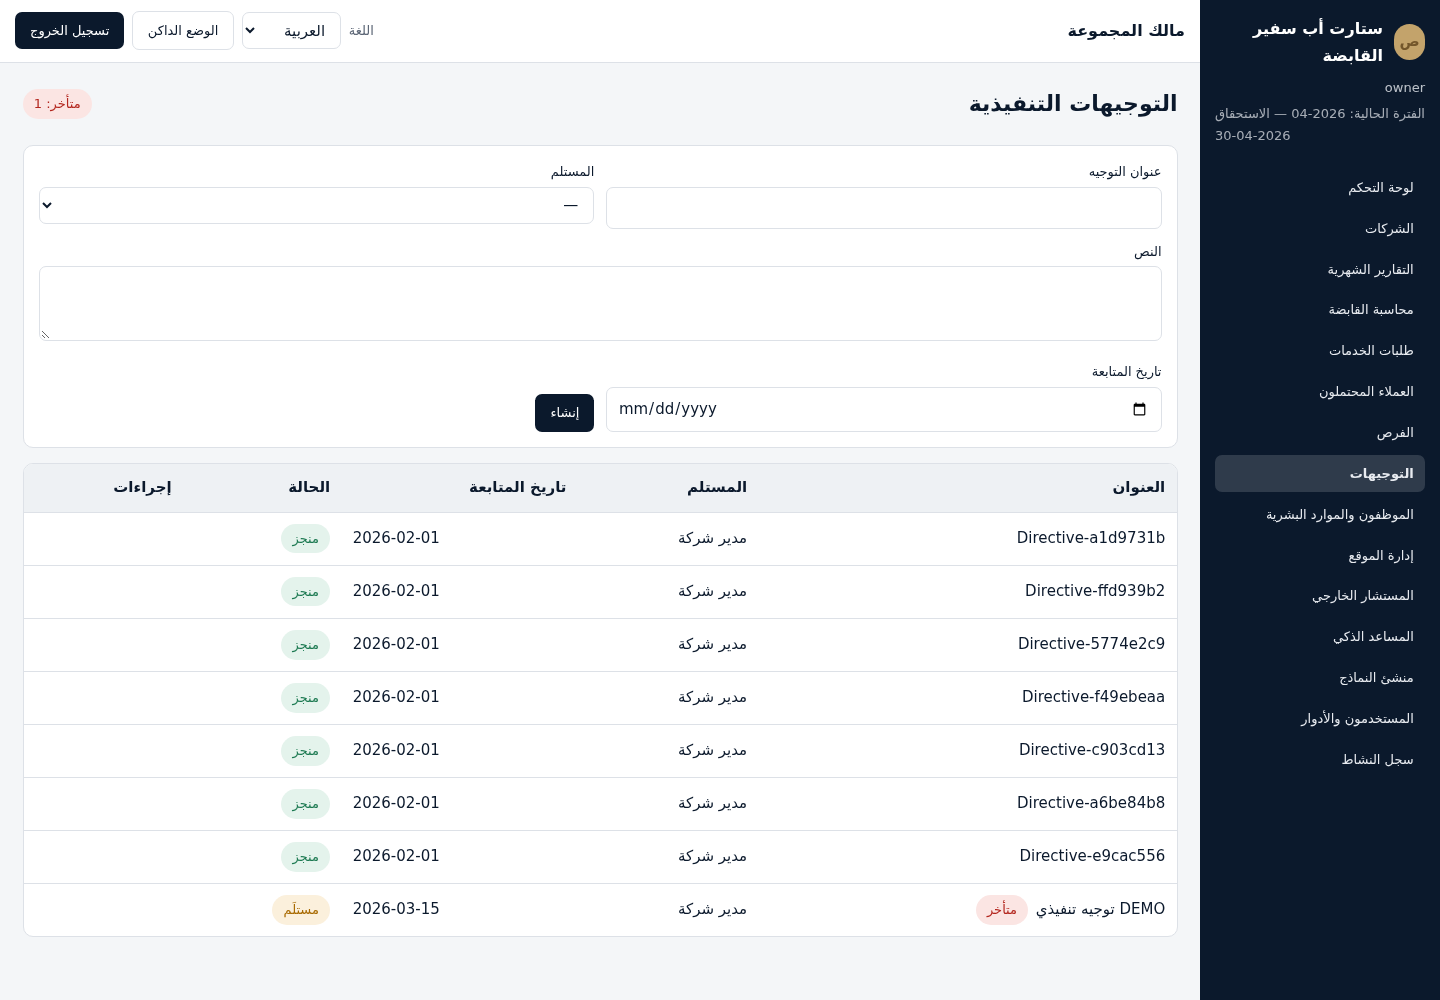 ص
ستارت أب سفير
القابضة
owner
الفترة الحالية: 2026-04 — الاستحقاق
2026-04-30
لوحة التحكم
الشركات
التقارير الشهرية
محاسبة القابضة
طلبات الخدمات
العملاء المحتملون
الفرص
التوجيهات
الموظفون والموارد البشرية
إدارة الموقع
المستشار الخارجي
المساعد الذكي
منشئ النماذج
المستخدمون والأدوار
سجل النشاط
مالك المجموعة
اللغة العربية الوضع الداكن تسجيل الخروج
التوجيهات التنفيذية متأخر: 1
عنوان التوجيه المستلم
—
النص
تاريخ المتابعة
mm/dd/yyyy إنشاء
العنوان المستلم تاريخ المتابعة الحالة إجراءات
Directive-a1d9731b مدير شركة 2026-02-01 منجز
Directive-ffd939b2 مدير شركة 2026-02-01 منجز
Directive-5774e2c9 مدير شركة 2026-02-01 منجز
Directive-f49ebeaa مدير شركة 2026-02-01 منجز
Directive-c903cd13 مدير شركة 2026-02-01 منجز
Directive-a6be84b8 مدير شركة 2026-02-01 منجز
Directive-e9cac556 مدير شركة 2026-02-01 منجز
DEMO توجيه تنفيذي متأخر مدير شركة 2026-03-15 مستلَم